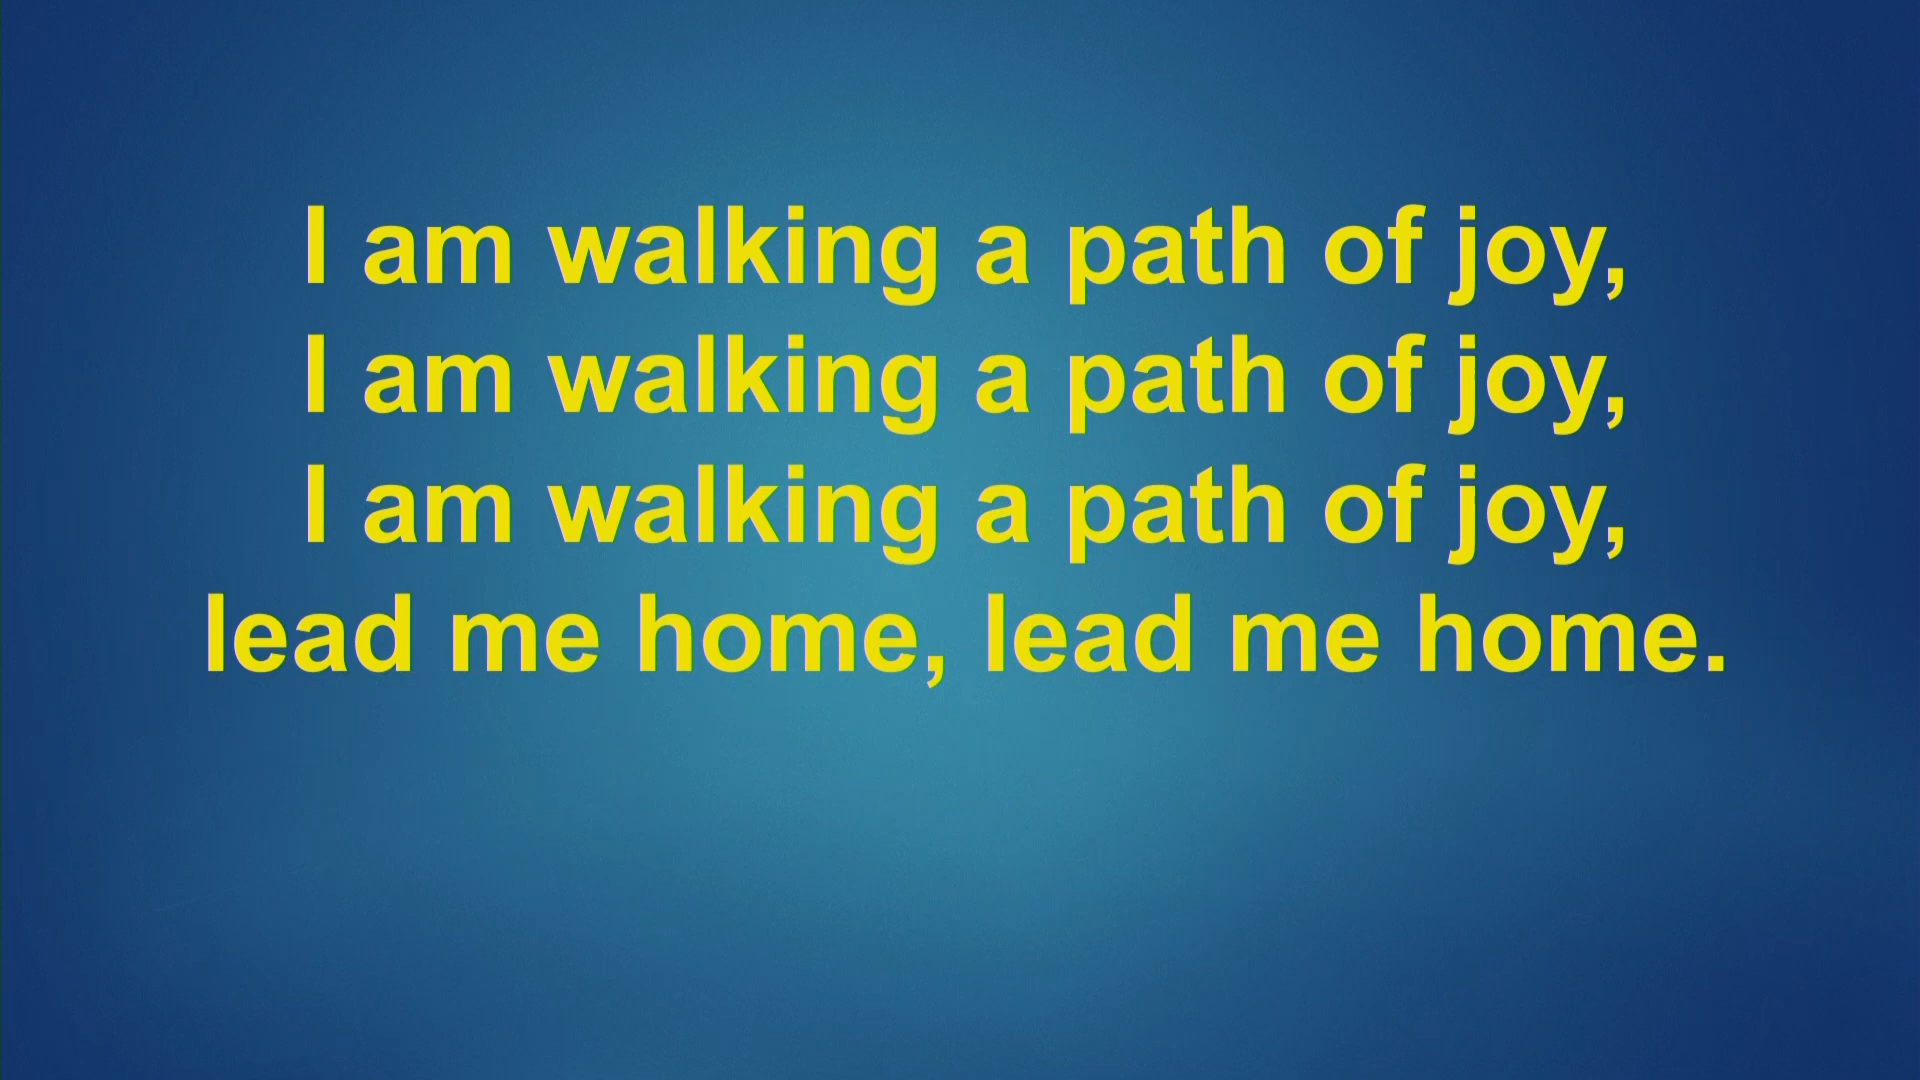 I am walking a path of joy,
I am walking a path of joy,
I am walking a path of joy,
lead me home, lead me home.